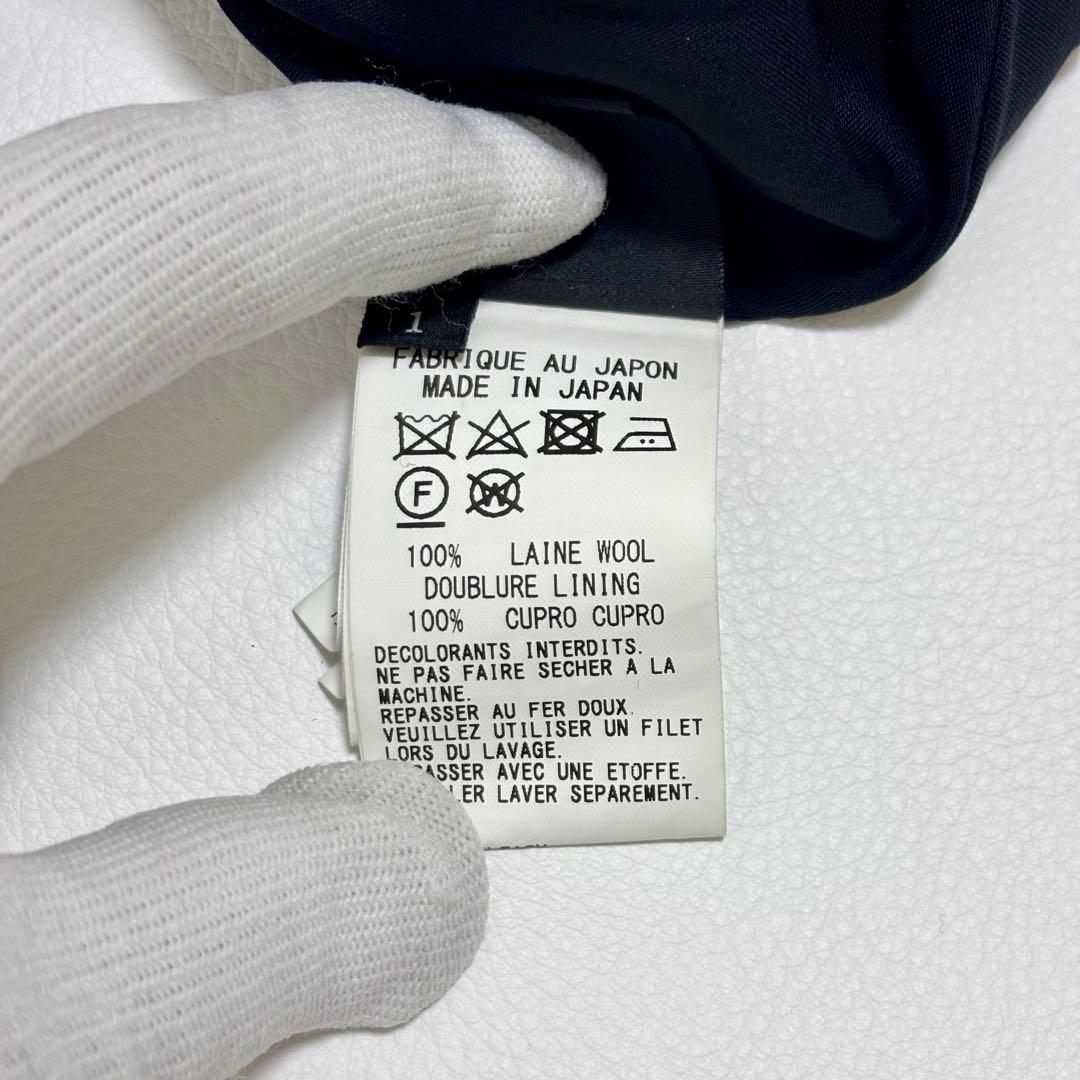 1
FABRIQUE AU JAPON
MADE IN JAPAN
F W
100% LAINE WOOL
DOUBLURE LINING
100% CUPRO CUPRO
DECOLORANTS INTERDITS.
NE PAS FAIRE SECHER A LA
MACHINE.
REPASSER AU FER DOUX.
VEUILLEZ UTILISER UN FILET
LORS DU LAVAGE.
AVEC UNE ETOFFE.
LAVER SEPAREMENT.